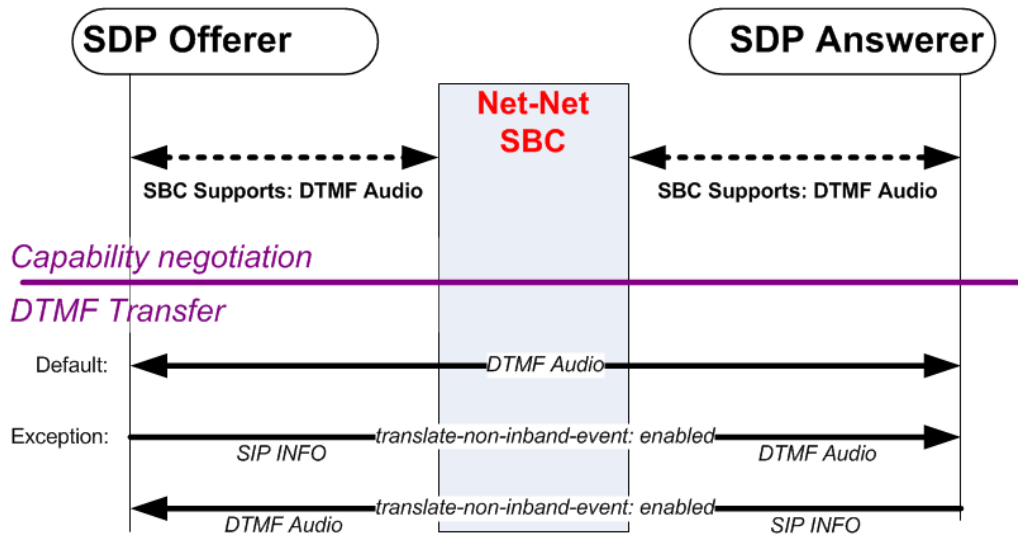 SDP Offerer
SDP Answerer
Net-Net
SBC
SBC Supports: DTMF Audio
SBC Supports: DTMF Audio
Capability negotiation
DTMF Transfer
Default:
DTMF Audio
Exception:
translate-non-inband-event: enabled
SIP INFO
DTMF Audio
translate-non-inband-event: enabled
DTMF Audio
SIP INFO